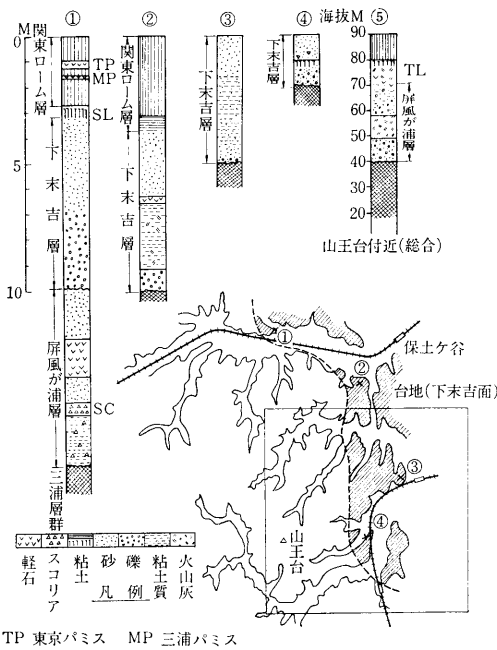 ① ② ③ ④ ⑤
M
0
5
10
関東ローム層
下末吉層
屏風が浦層
三浦層群
TP
MP
SL
SC
関東ローム層
下末吉層
下末吉層
下末吉層
海抜M
90
80
70
60
50
40
30
20
TL
屏風が浦層
山王台付近(総合)
①
保土ケ谷
②
台地(下末吉面)
③
④
山王台
軽石
スコリア
粘土
砂
礫
粘土質
火山灰
凡例
TP 東京パミス MP 三浦パミス